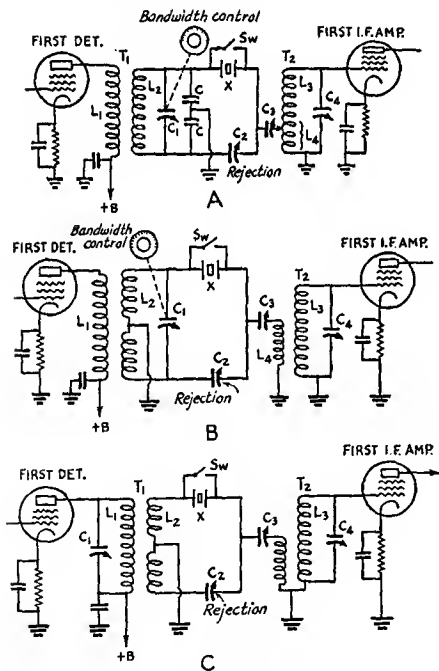 Bandwidth control
FIRST DET. T1 Sw T2 FIRST I.F. AMP.
L1 L2 C1 C C X C2 C3 L3 L4 C4
Rejection
+B
A
Bandwidth control
FIRST DET. Sw T2 FIRST I.F. AMP.
L1 L2 C1 X C2 C3 L4 L3 C4
Rejection
+B
B
FIRST DET. T1 Sw T2 FIRST I.F. AMP.
C1 L1 L2 X C2 C3 L3 C4
Rejection
+B
C